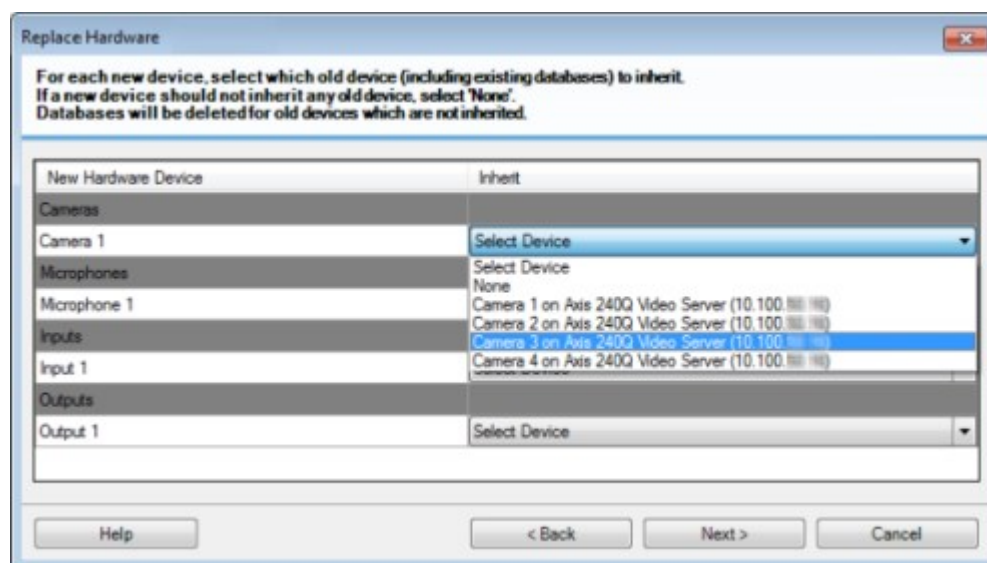 Replace Hardware
For each new device, select which old device (including existing databases) to inherit.
If a new device should not inherit any old device, select 'None'.
Databases will be deleted for old devices which are not inherited.
New Hardware Device Inherit
Cameras
Camera 1 Select Device
Select Device
None
Camera 1 on Axis 240Q Video Server (10.100.
Camera 2 on Axis 240Q Video Server (10.100.
Camera 3 on Axis 240Q Video Server (10.100.
Camera 4 on Axis 240Q Video Server (10.100.
Microphones
Microphone 1
Inputs
Input 1
Outputs
Output 1 Select Device
Help < Back Next > Cancel